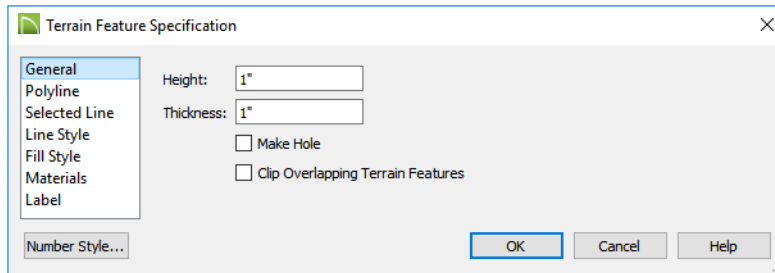 Terrain Feature Specification
General
Polyline
Selected Line
Line Style
Fill Style
Materials
Label
Height: 1"
Thickness: 1"
Make Hole
Clip Overlapping Terrain Features
Number Style... OK Cancel Help